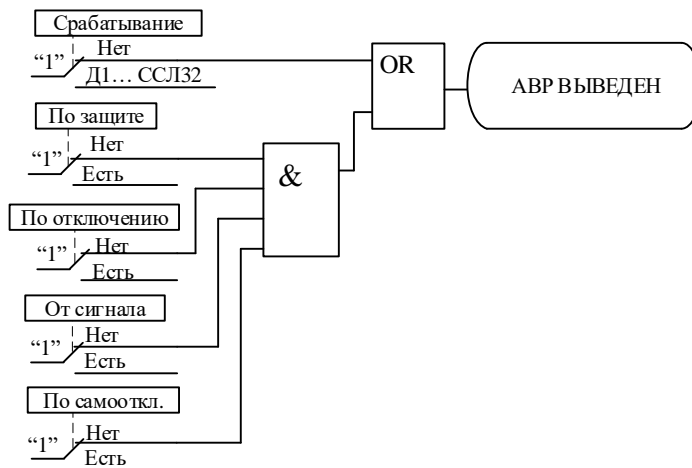 Срабатывание
“1”
Нет
Д1... ССЛ32
OR
АВР ВЫВЕДЕН
По защите
“1”
Нет
Есть
&
По отключению
“1”
Нет
Есть
От сигнала
“1”
Нет
Есть
По самооткл.
“1”
Нет
Есть